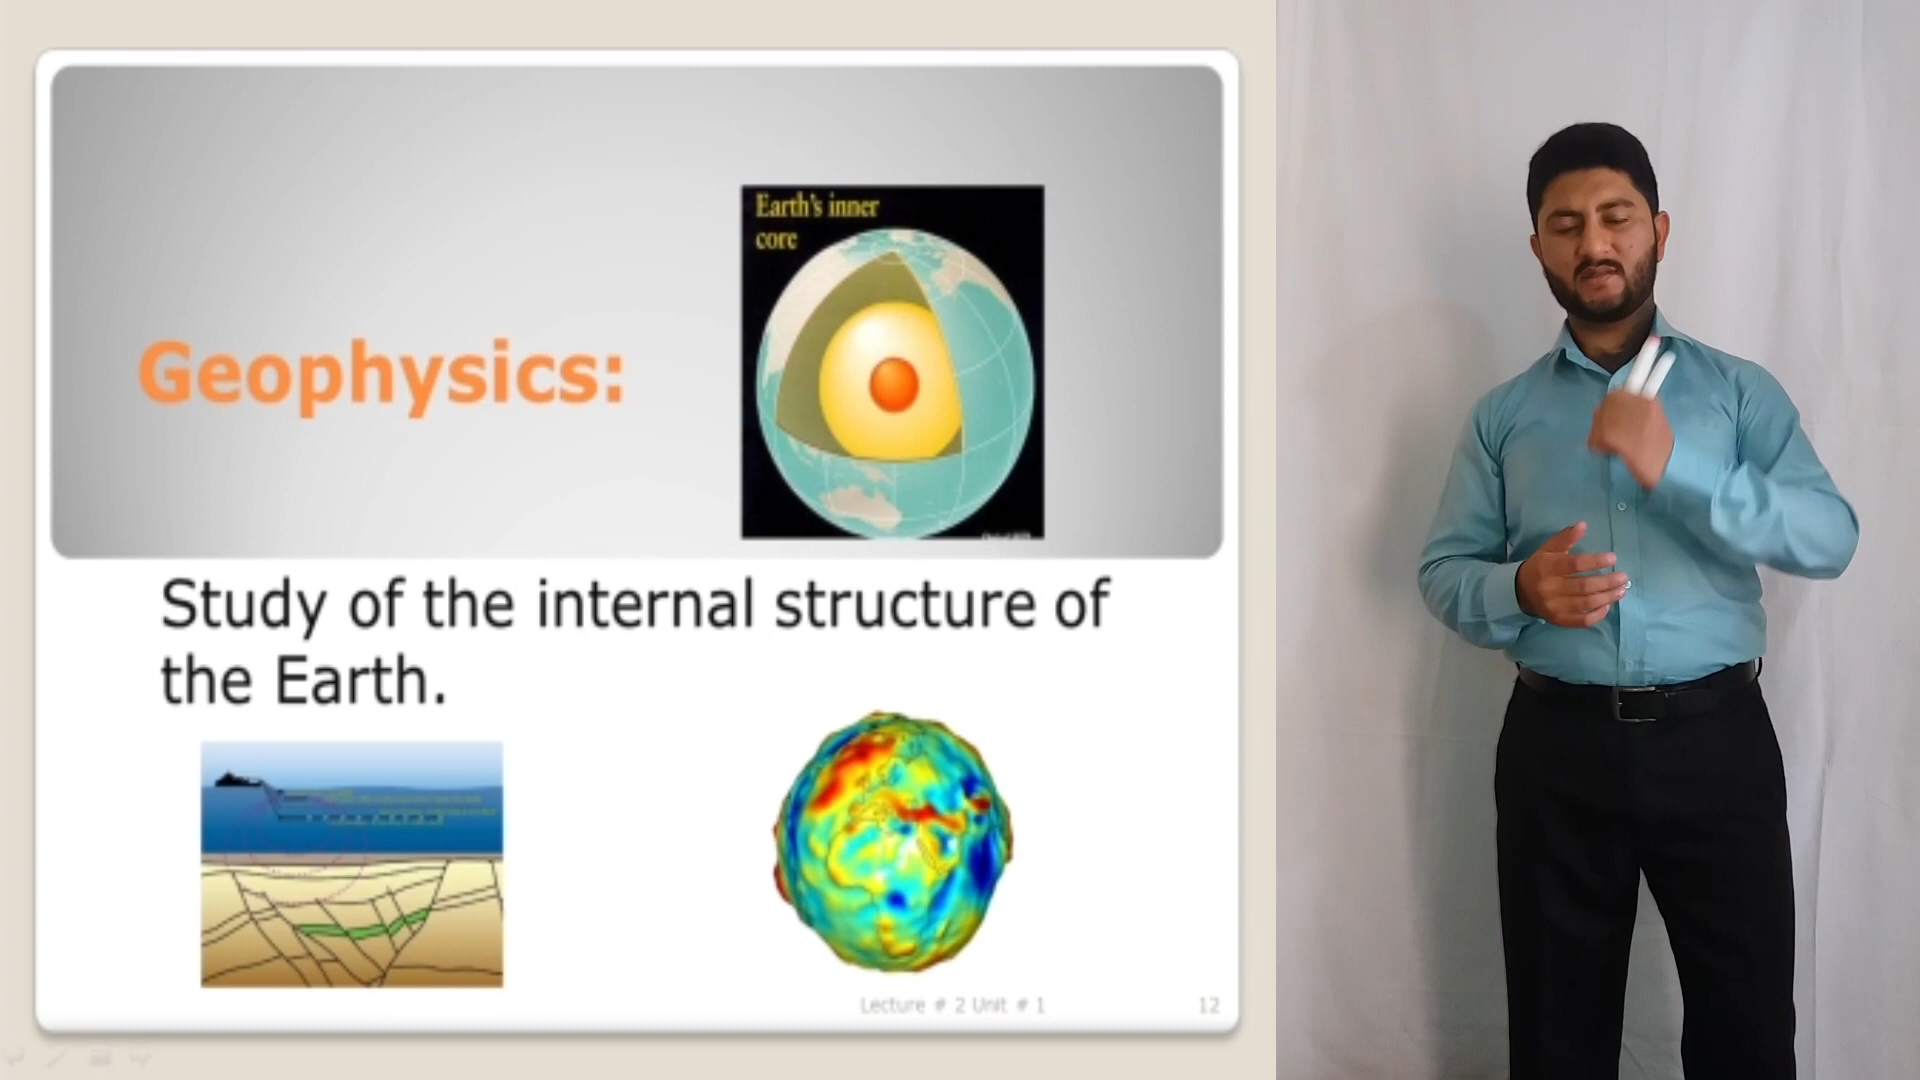 Earth's inner
core
Geophysics:
Study of the internal structure of
the Earth.
Lecture # 2 Unit # 1
12